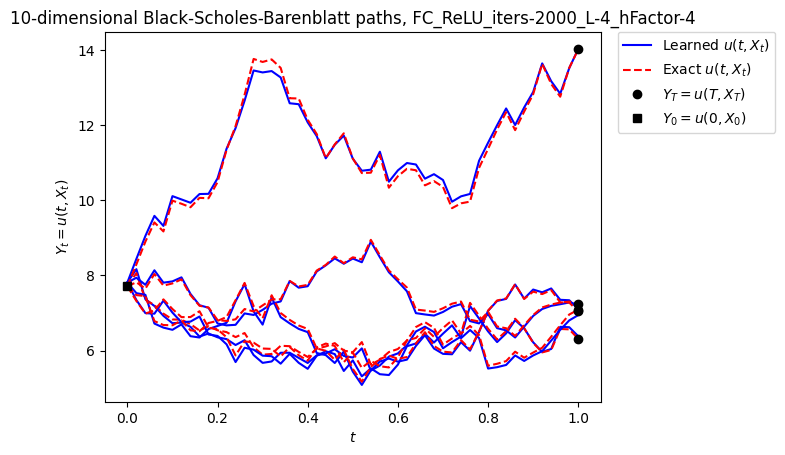 10-dimensional Black-Scholes-Barenblatt paths, FC_ReLU_iters-2000_L-4_hFactor-4
Learned u(t, X_t)
Exact u(t, X_t)
Y_T = u(T, X_T)
Y_0 = u(0, X_0)
Y_t = u(t, X_t)
14
12
10
8
6
0.0 0.2 0.4 0.6 0.8 1.0
t